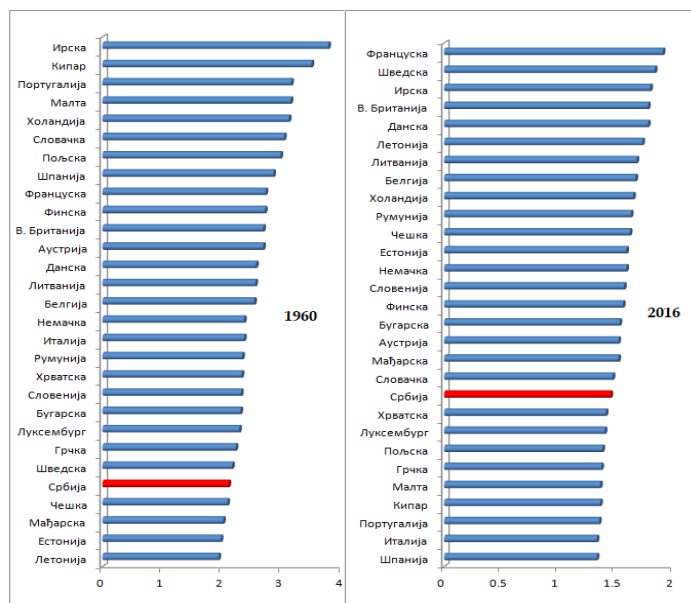 Ирска
Кипар
Португалија
Малта
Холандија
Словачка
Пољска
Шпанија
Француска
Финска
В. Британија
Аустрија
Данска
Литванија
Белгија
Немачка
Италија
Румунија
Хрватска
Словенија
Бугарска
Луксембург
Грчка
Шведска
Србија
Чешка
Мађарска
Естонија
Летонија
0 1 2 3 4
1960
Француска
Шведска
Ирска
В. Британија
Данска
Летонија
Литванија
Белгија
Холандија
Румунија
Чешка
Естонија
Немачка
Словенија
Финска
Бугарска
Аустрија
Мађарска
Словачка
Србија
Хрватска
Луксембург
Пољска
Грчка
Малта
Кипар
Португалија
Италија
Шпанија
0 0.5 1 1.5 2
2016